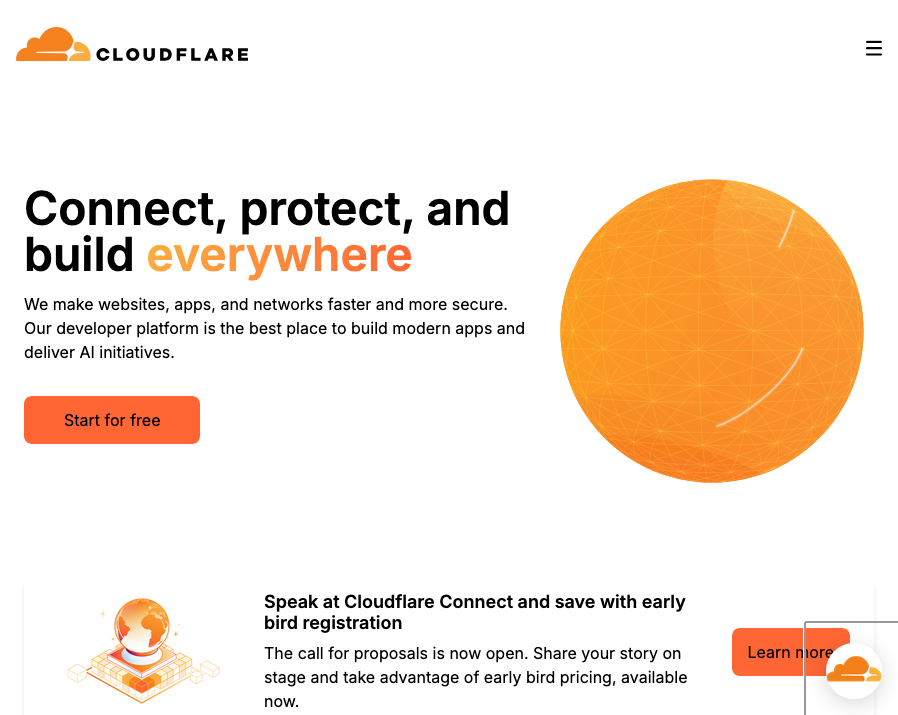 CLOUDFLARE
Connect, protect, and
build everywhere
We make websites, apps, and networks faster and more secure.
Our developer platform is the best place to build modern apps and
deliver AI initiatives.
Start for free
Speak at Cloudflare Connect and save with early
bird registration
The call for proposals is now open. Share your story on
stage and take advantage of early bird pricing, available
now.
Learn more